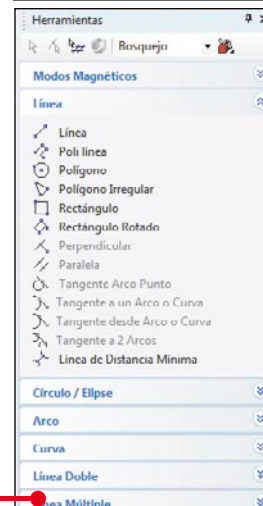 Herramientas
Bosquejo
Modos Magnéticos
Línea
Línea
Poli línea
Polígono
Polígono Irregular
Rectángulo
Rectángulo Rotado
Perpendicular
Paralela
Tangente Arco Punto
Tangente a un Arco o Curva
Tangente desde Arco o Curva
Tangente a 2 Arcos
Línea de Distancia Mínima
Círculo / Elipse
Arco
Curva
Línea Doble
Múltiple